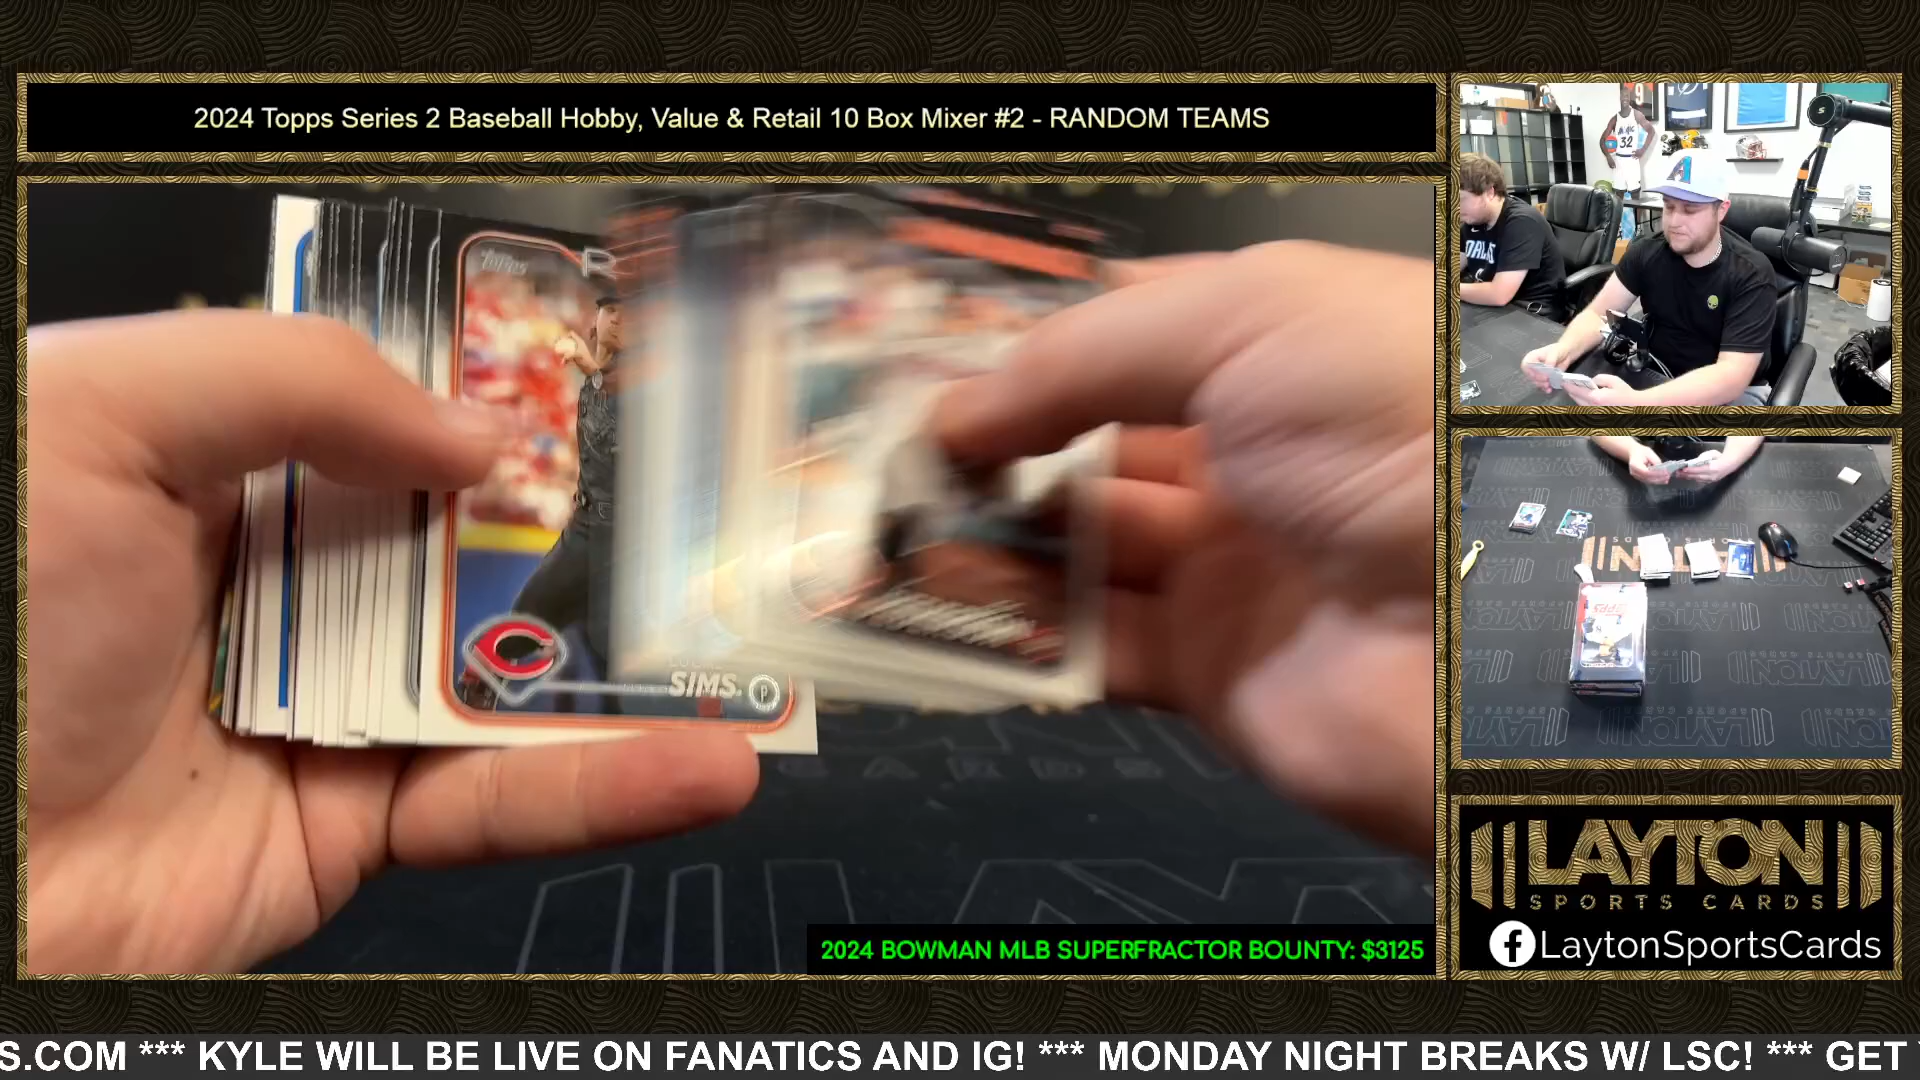 2024 Topps Series 2 Baseball Hobby, Value & Retail 10 Box Mixer #2 - RANDOM TEAMS
Topps
R
SIMS
P
32
LAYTON
SPORTS CARDS
LaytonSportsCards
2024 BOWMAN MLB SUPERFRACTOR BOUNTY: $3125
S.COM *** KYLE WILL BE LIVE ON FANATICS AND IG! *** MONDAY NIGHT BREAKS W/ LSC! *** GET